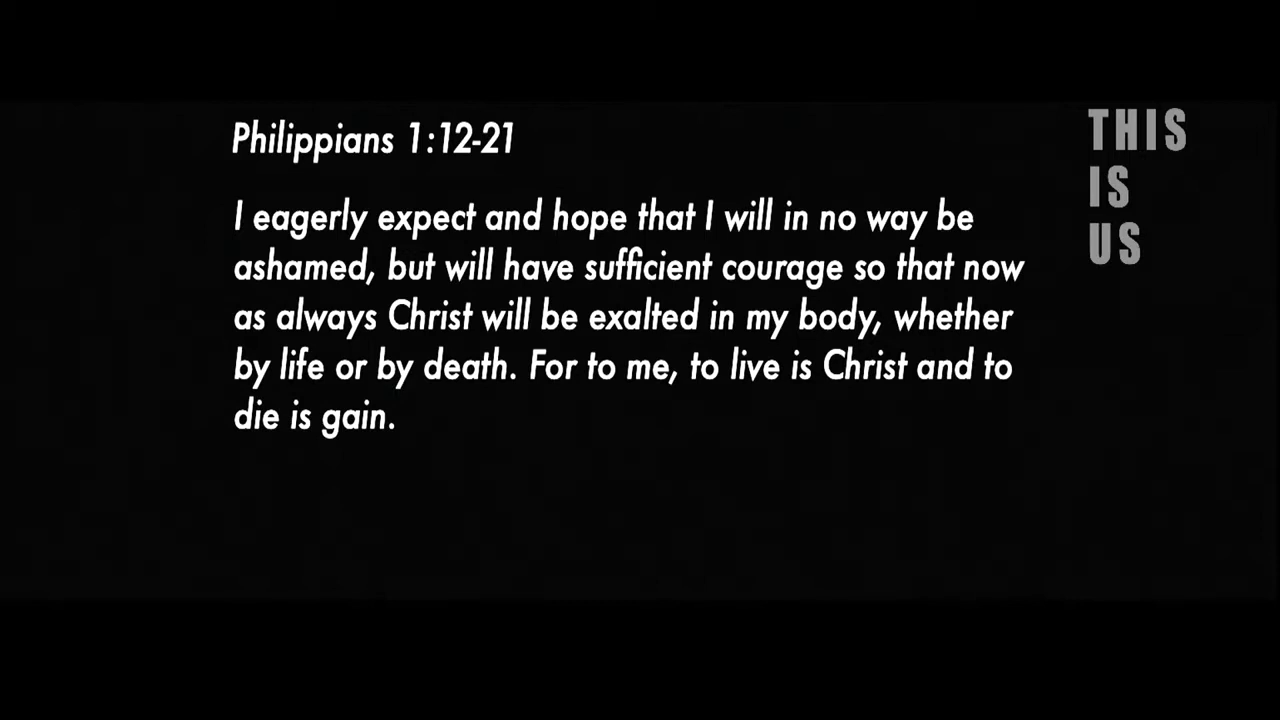 Philippians 1:12-21
I eagerly expect and hope that I will in no way be
ashamed, but will have sufficient courage so that now
as always Christ will be exalted in my body, whether
by life or by death. For to me, to live is Christ and to
die is gain.
THIS
IS
US